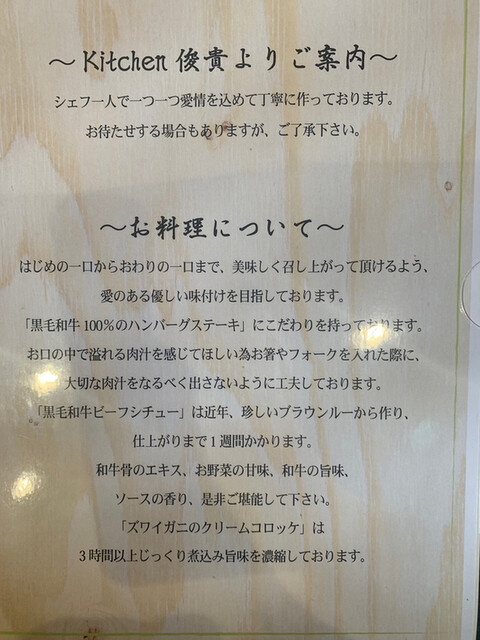 ～Kitchen 俊貴よりご案内～
シェフ一人で一つ一つ愛情を込めて丁寧に作っております。
お待たせする場合もありますが、ご了承下さい。
～お料理について～
はじめの一口からおわりの一口まで、美味しく召し上がって頂けるよう、
愛のある優しい味付けを目指しております。
「黒毛和牛100％のハンバーグステーキ」にこだわりを持っております。
お口の中で溢れる肉汁を感じてほしい為お箸やフォークを入れた際に、
大切な肉汁をなるべく出さないように工夫しております。
「黒毛和牛ビーフシチュー」は近年、珍しいブラウンルーから作り、
仕上がりまで1週間かかります。
和牛骨のエキス、お野菜の甘味、和牛の旨味、
ソースの香り、是非ご堪能して下さい。
「ズワイガニのクリームコロッケ」は
3時間以上じっくり煮込み旨味を濃縮しております。